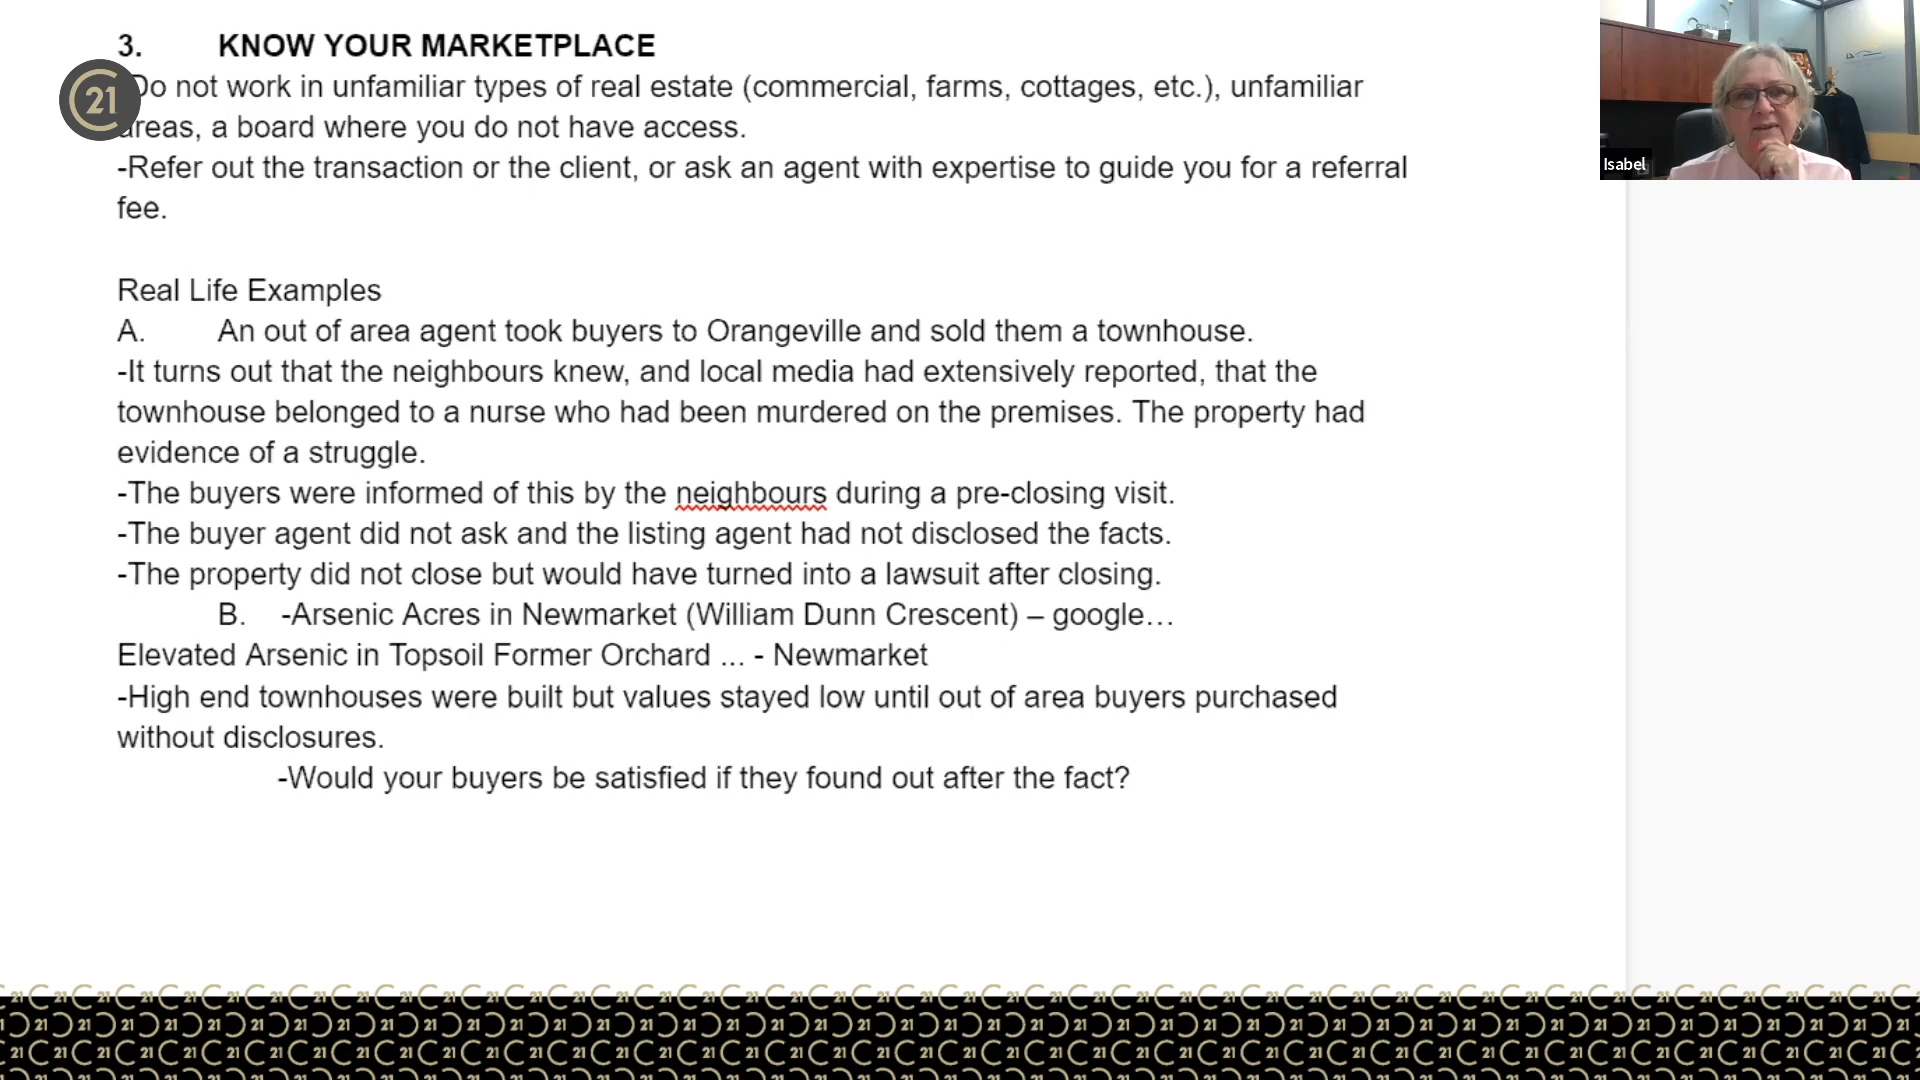 3. KNOW YOUR MARKETPLACE
Do not work in unfamiliar types of real estate (commercial, farms, cottages, etc.), unfamiliar
areas, a board where you do not have access.
-Refer out the transaction or the client, or ask an agent with expertise to guide you for a referral
fee.
Real Life Examples
A. An out of area agent took buyers to Orangeville and sold them a townhouse.
-It turns out that the neighbours knew, and local media had extensively reported, that the
townhouse belonged to a nurse who had been murdered on the premises. The property had
evidence of a struggle.
-The buyers were informed of this by the neighbours during a pre-closing visit.
-The buyer agent did not ask and the listing agent had not disclosed the facts.
-The property did not close but would have turned into a lawsuit after closing.
B. -Arsenic Acres in Newmarket (William Dunn Crescent) – google…
Elevated Arsenic in Topsoil Former Orchard ... - Newmarket
-High end townhouses were built but values stayed low until out of area buyers purchased
without disclosures.
-Would your buyers be satisfied if they found out after the fact?
C21
Isabel